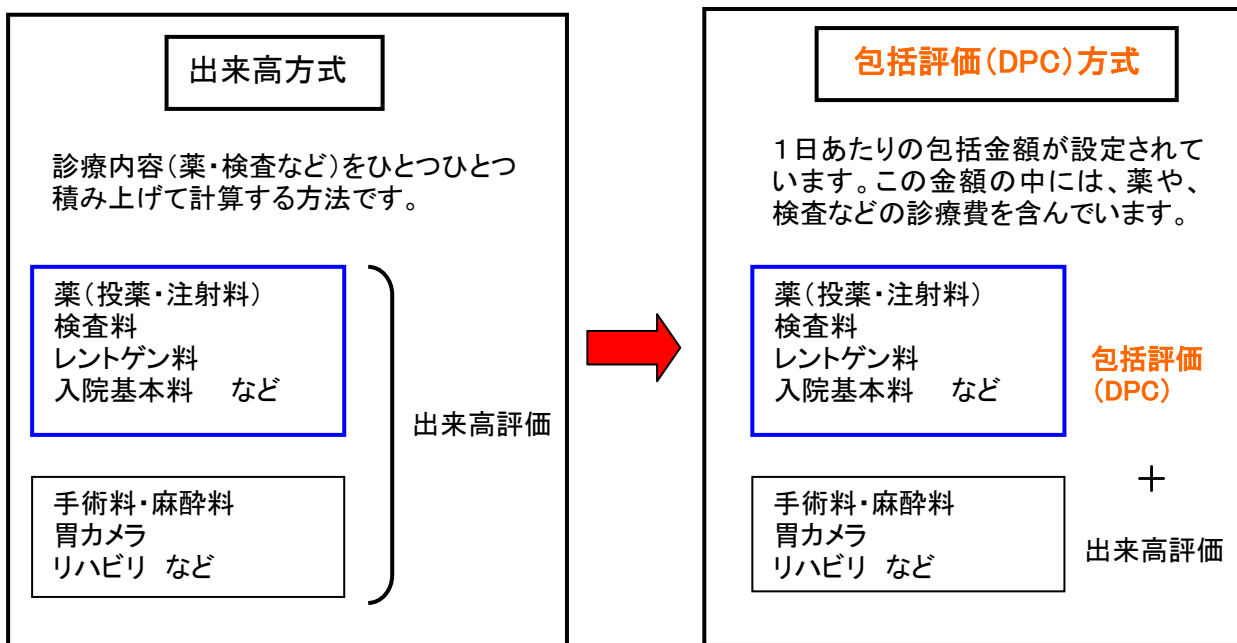 出来高方式
診療内容(薬・検査など)をひとつひとつ
積み上げて計算する方法です。
薬(投薬・注射料)
検査料
レントゲン料
入院基本料　など
出来高評価
手術料・麻酔料
胃カメラ
リハビリ など
包括評価(DPC)方式
１日あたりの包括金額が設定されて
います。この金額の中には、薬や、
検査などの診療費を含んでいます。
薬(投薬・注射料)
検査料
レントゲン料
入院基本料　など
包括評価
(DPC)
＋
手術料・麻酔料
胃カメラ
リハビリ など
出来高評価